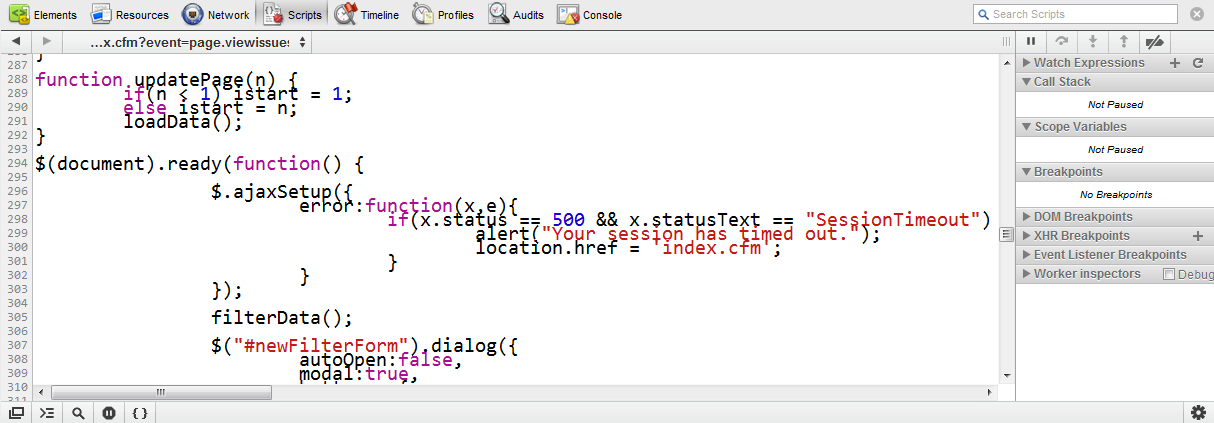 Elements Resources Network Scripts Timeline Profiles Audits Console Search Scripts
...x.cfm?event=page.viewissues
287
288 function updatePage(n) {
289 if(n < 1) istart = 1;
290 else istart = n;
291 loadData();
292 }
293
294 $(document).ready(function() {
295
296 $.ajaxSetup({
297 error:function(x,e){
298 if(x.status == 500 && x.statusText == "SessionTimeout")
299 alert("Your session has timed out.");
300 location.href = 'index.cfm';
301 }
302 }
303 });
304
305 filterData();
306
307 $("#newFilterForm").dialog({
308 autoOpen:false,
309 modal:true,
310
Watch Expressions
Call Stack
Not Paused
Scope Variables
Not Paused
Breakpoints
No Breakpoints
DOM Breakpoints
XHR Breakpoints
Event Listener Breakpoints
Worker inspectors Debug